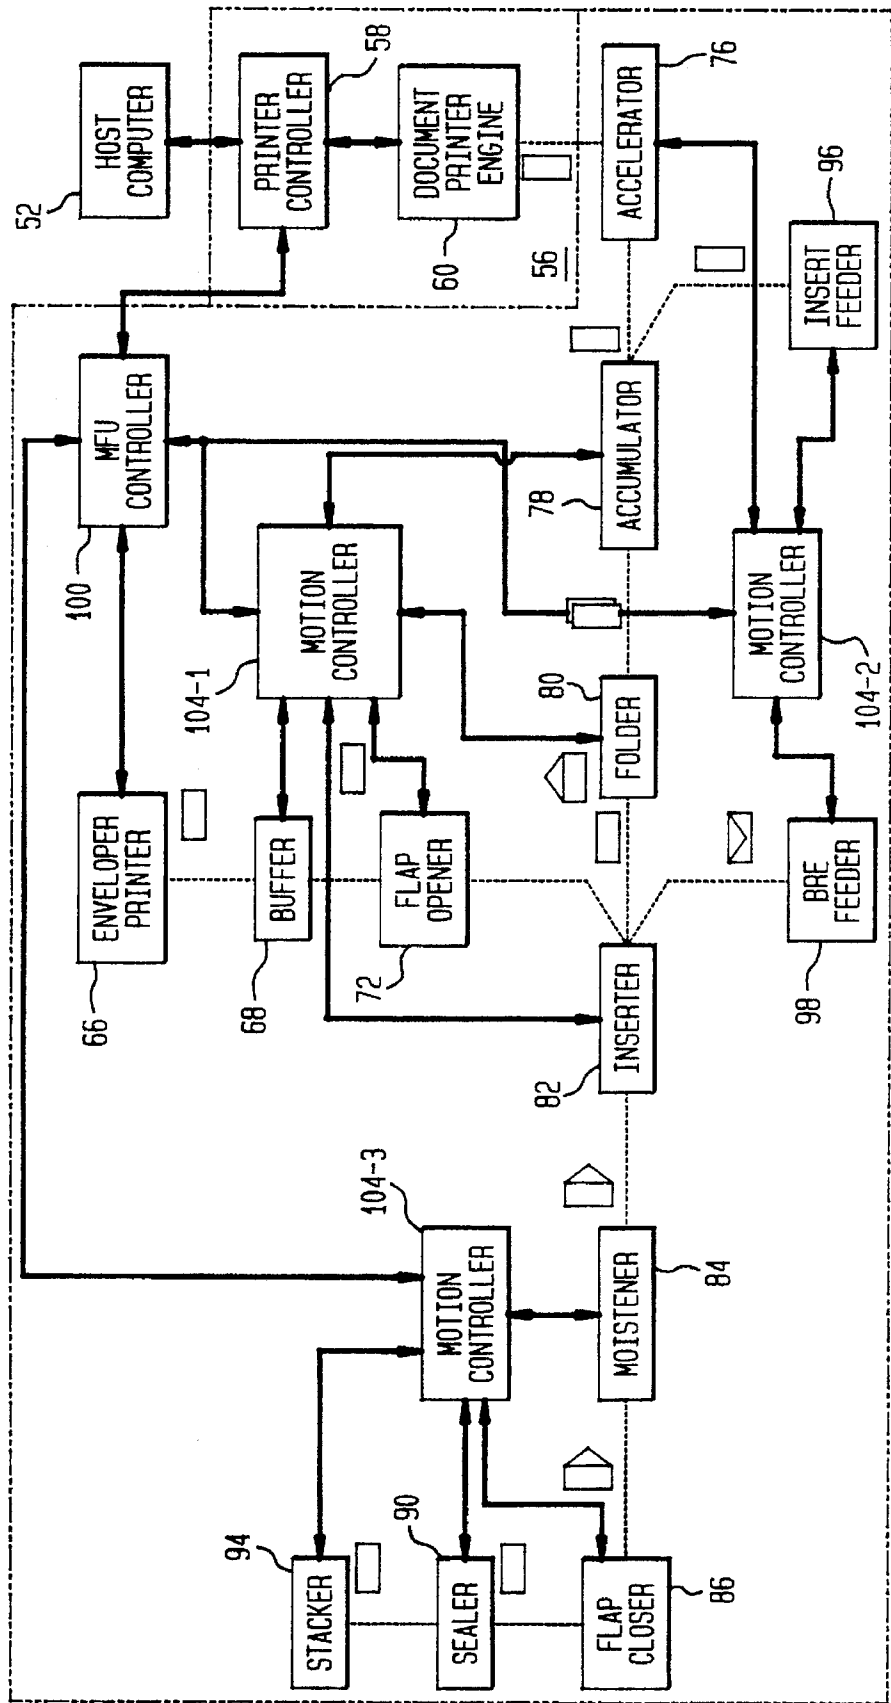 HOST
COMPUTER
52
PRINTER
CONTROLLER
58
DOCUMENT
PRINTER
ENGINE
60
56
ACCELERATOR
76
MFU
CONTROLLER
100
INSERT
FEEDER
96
ACCUMULATOR
78
MOTION
CONTROLLER
104-1
MOTION
CONTROLLER
104-2
FOLDER
80
ENVELOPER
PRINTER
66
BUFFER
68
FLAP
OPENER
72
BRE
FEEDER
98
INSERTER
82
MOTION
CONTROLLER
104-3
MOISTENER
84
STACKER
94
SEALER
90
FLAP
CLOSER
86